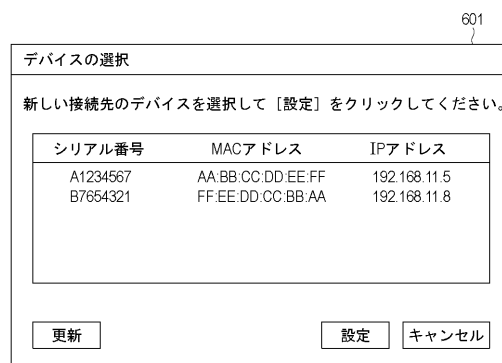 601
デバイスの選択
新しい接続先のデバイスを選択して［設定］をクリックしてください。
シリアル番号 MACアドレス IPアドレス
A1234567 AA:BB:CC:DD:EE:FF 192.168.11.5
B7654321 FF:EE:DD:CC:BB:AA 192.168.11.8
更新 設定 キャンセル